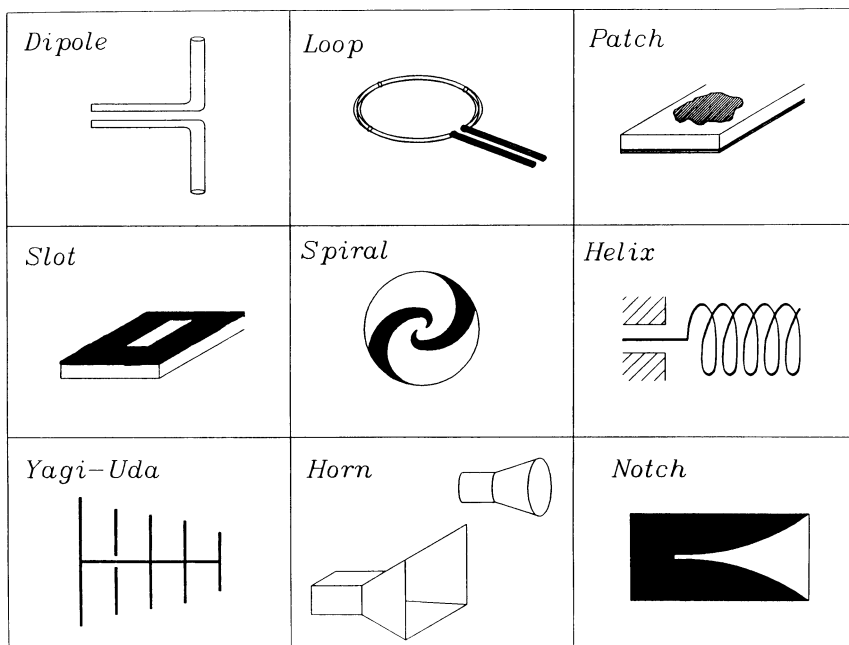 Dipole
Loop
Patch
Slot
Spiral
Helix
Yagi-Uda
Horn
Notch